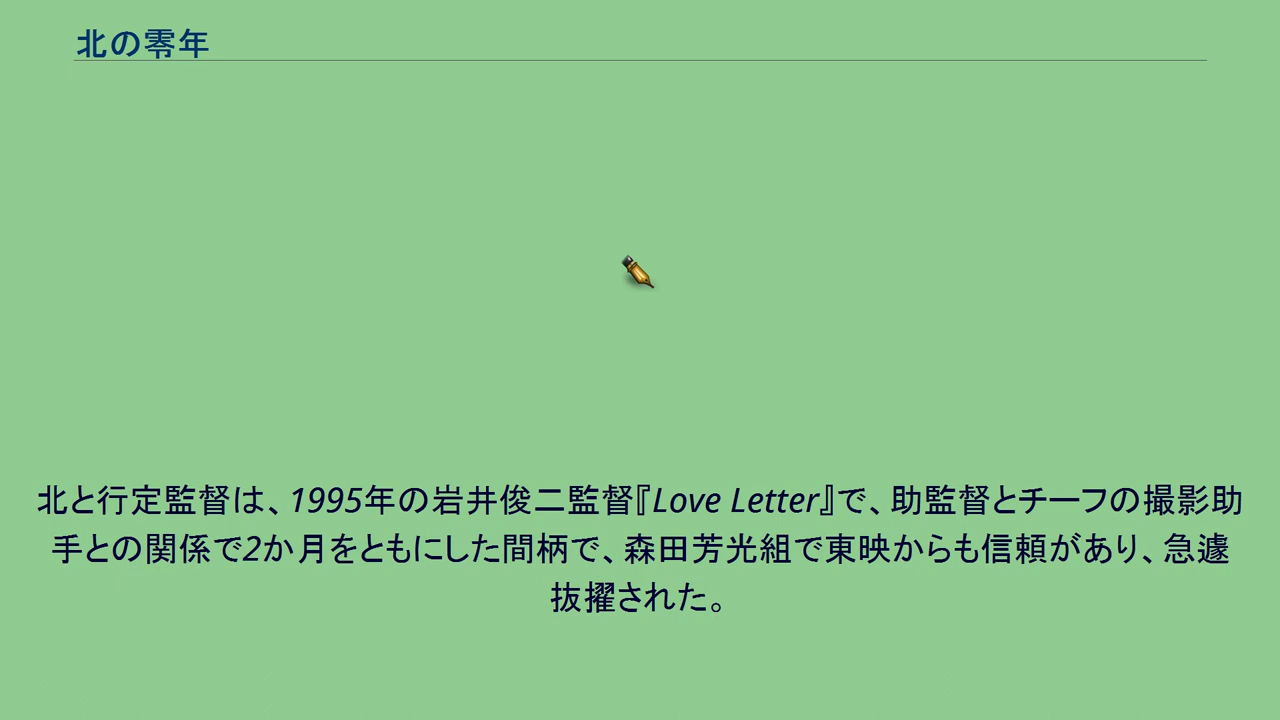 北の零年
北と行定監督は、1995年の岩井俊二監督『Love Letter』で、助監督とチーフの撮影助
手との関係で2か月をともにした間柄で、森田芳光組で東映からも信頼があり、急遽
抜擢された。